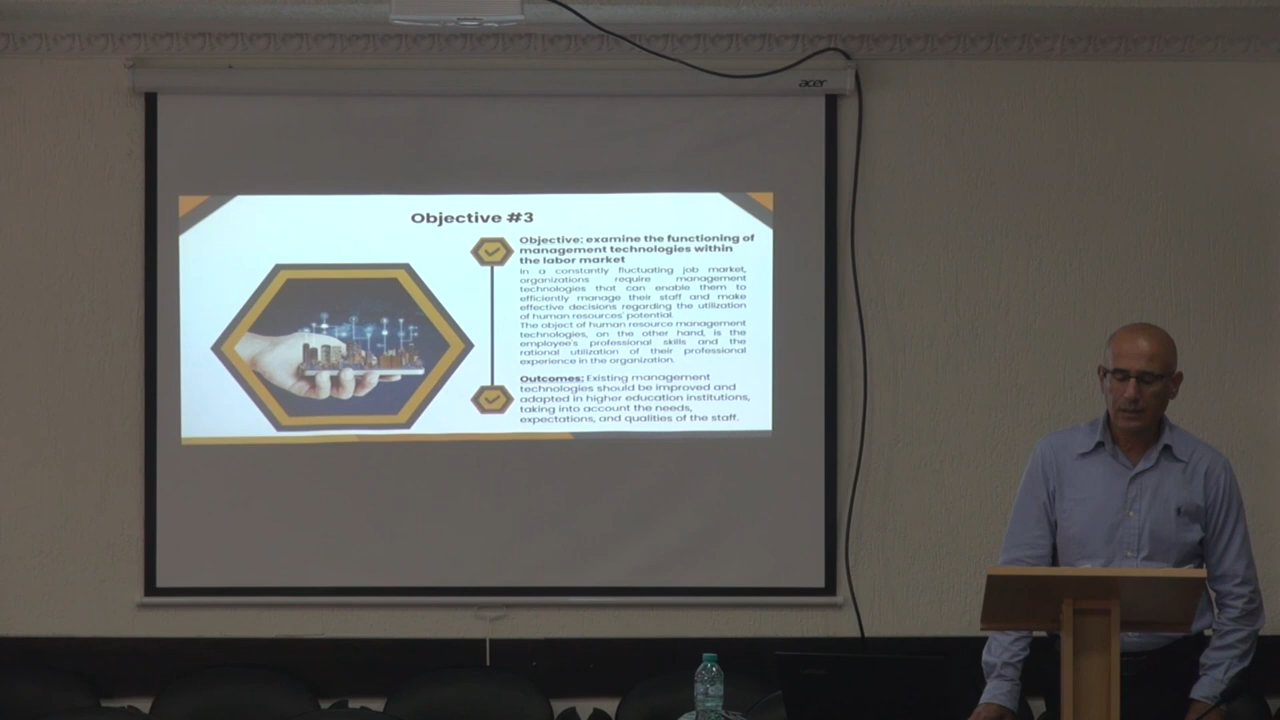 acer
Objective #3
Objective: examine the functioning of
management technologies within
the labor market
In a constantly fluctuating job market,
organizations require management
technologies that can enable them to
efficiently manage their staff and make
effective decisions regarding the utilization
of human resources' potential.
The object of human resource management
technologies, on the other hand, is the
employee's professional skills and the
rational utilization of their professional
experience in the organization.
Outcomes: Existing management
technologies should be improved and
adapted in higher education institutions,
taking into account the needs,
expectations, and qualities of the staff.